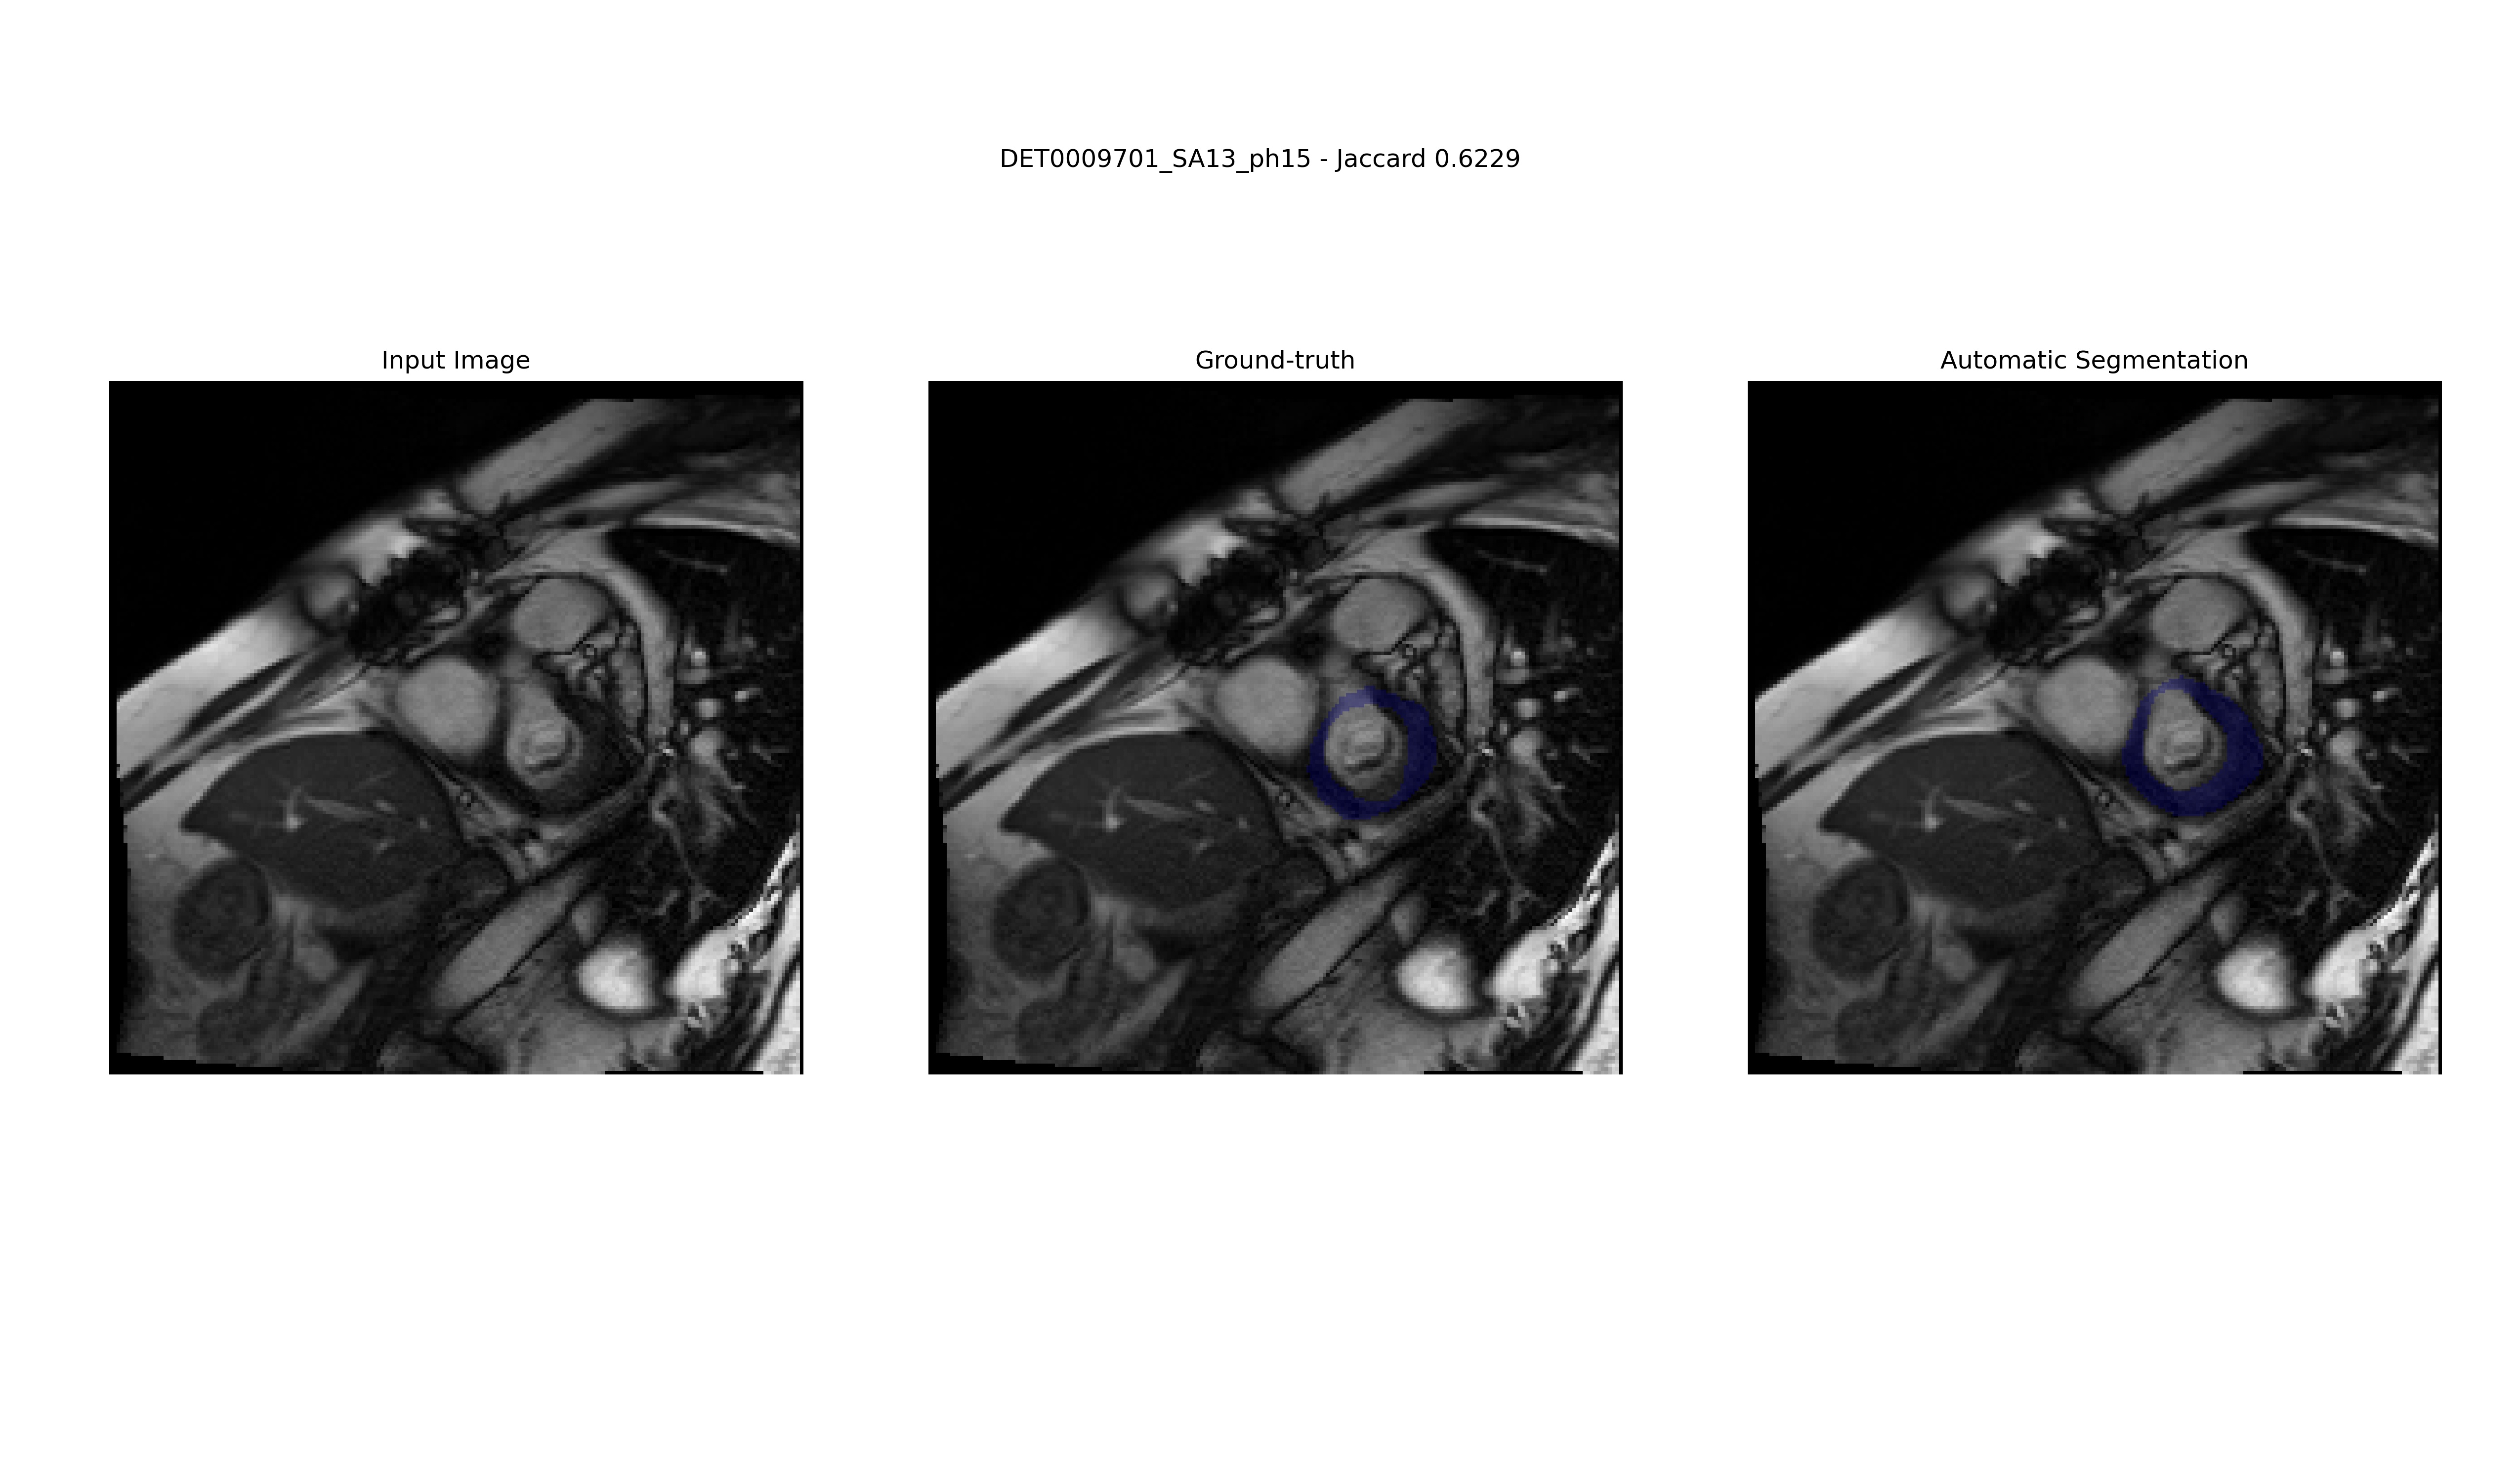 DET0009701_SA13_ph15 - Jaccard 0.6229
Input Image
Ground-truth
Automatic Segmentation